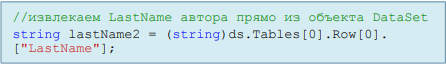 //извлекаем LastName автора прямо из объекта DataSet
string lastName2 = (string)ds.Tables[0].Row[0].
["LastName"];